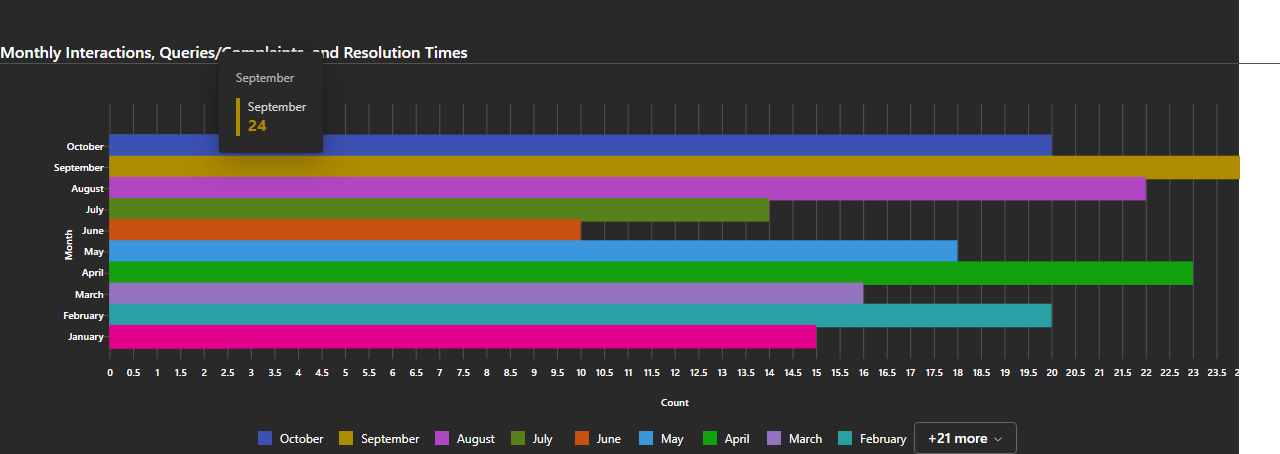 Monthly Interactions, Queries/Complaints, and Resolution Times
September
September
24
October
September
August
July
June
May
April
March
February
January
Month
0 0.5 1 1.5 2 2.5 3 3.5 4 4.5 5 5.5 6 6.5 7 7.5 8 8.5 9 9.5 10 10.5 11 11.5 12 12.5 13 13.5 14 14.5 15 15.5 16 16.5 17 17.5 18 18.5 19 19.5 20 20.5 21 21.5 22 22.5 23 23.5
Count
October September August July June May April March February +21 more